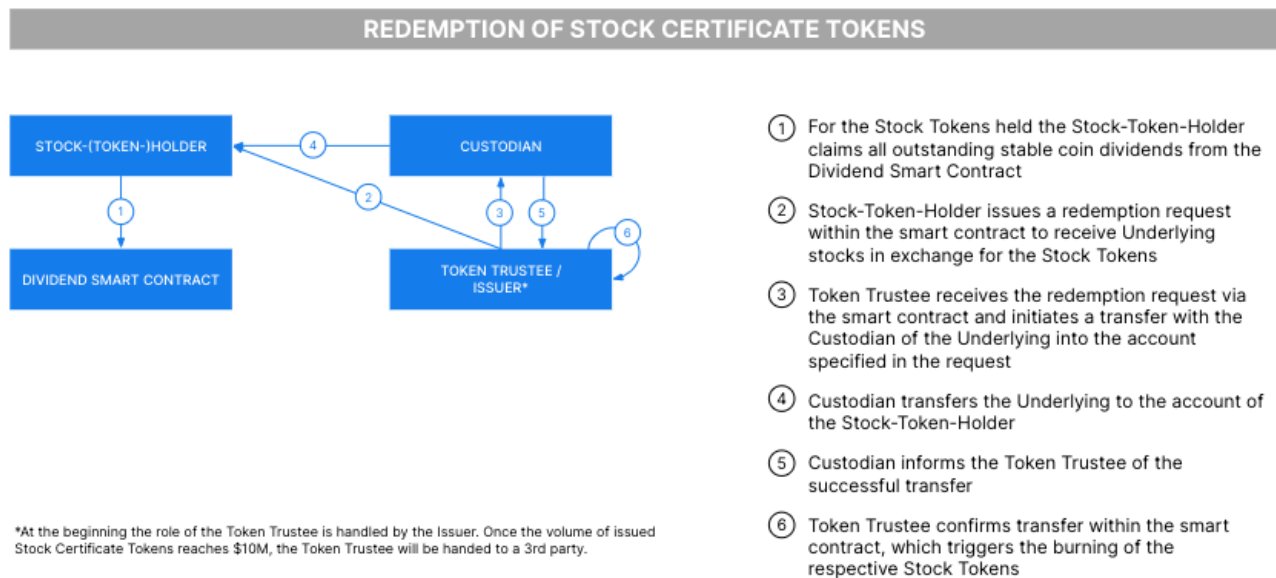 REDEMPTION OF STOCK CERTIFICATE TOKENS
STOCK-(TOKEN-)HOLDER
4
CUSTODIAN
2
1
3
5
6
DIVIDEND SMART CONTRACT
TOKEN TRUSTEE /
ISSUER*
1 For the Stock Tokens held the Stock-Token-Holder
claims all outstanding stable coin dividends from the
Dividend Smart Contract
2 Stock-Token-Holder issues a redemption request
within the smart contract to receive Underlying
stocks in exchange for the Stock Tokens
3 Token Trustee receives the redemption request via
the smart contract and initiates a transfer with the
Custodian of the Underlying into the account
specified in the request
4 Custodian transfers the Underlying to the account of
the Stock-Token-Holder
5 Custodian informs the Token Trustee of the
successful transfer
6 Token Trustee confirms transfer within the smart
contract, which triggers the burning of the
respective Stock Tokens
*At the beginning the role of the Token Trustee is handled by the Issuer. Once the volume of issued
Stock Certificate Tokens reaches $10M, the Token Trustee will be handed to a 3rd party.